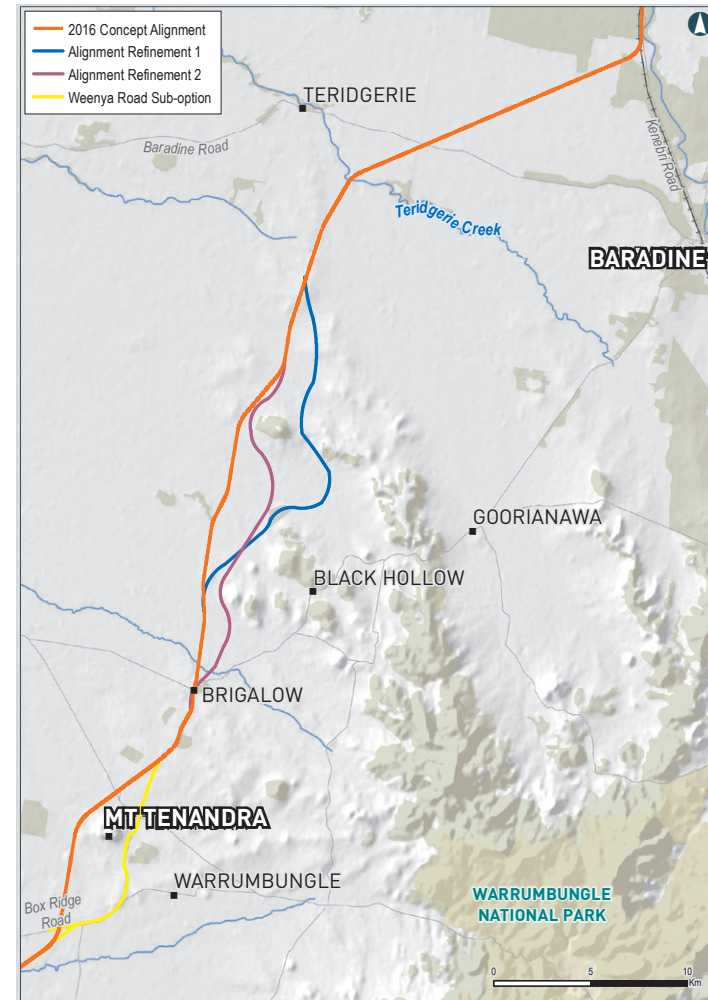 2016 Concept Alignment
Alignment Refinement 1
Alignment Refinement 2
Weenya Road Sub-option
TERIDGERIE
Baradine Road
Kenebri Road
Teridgerie Creek
BARADINE
GOORIANAWA
BLACK HOLLOW
BRIGALOW
MT TENANDRA
WARRUMBUNGLE
Box Ridge
Road
WARRUMBUNGLE
NATIONAL PARK
0 5 10
Km